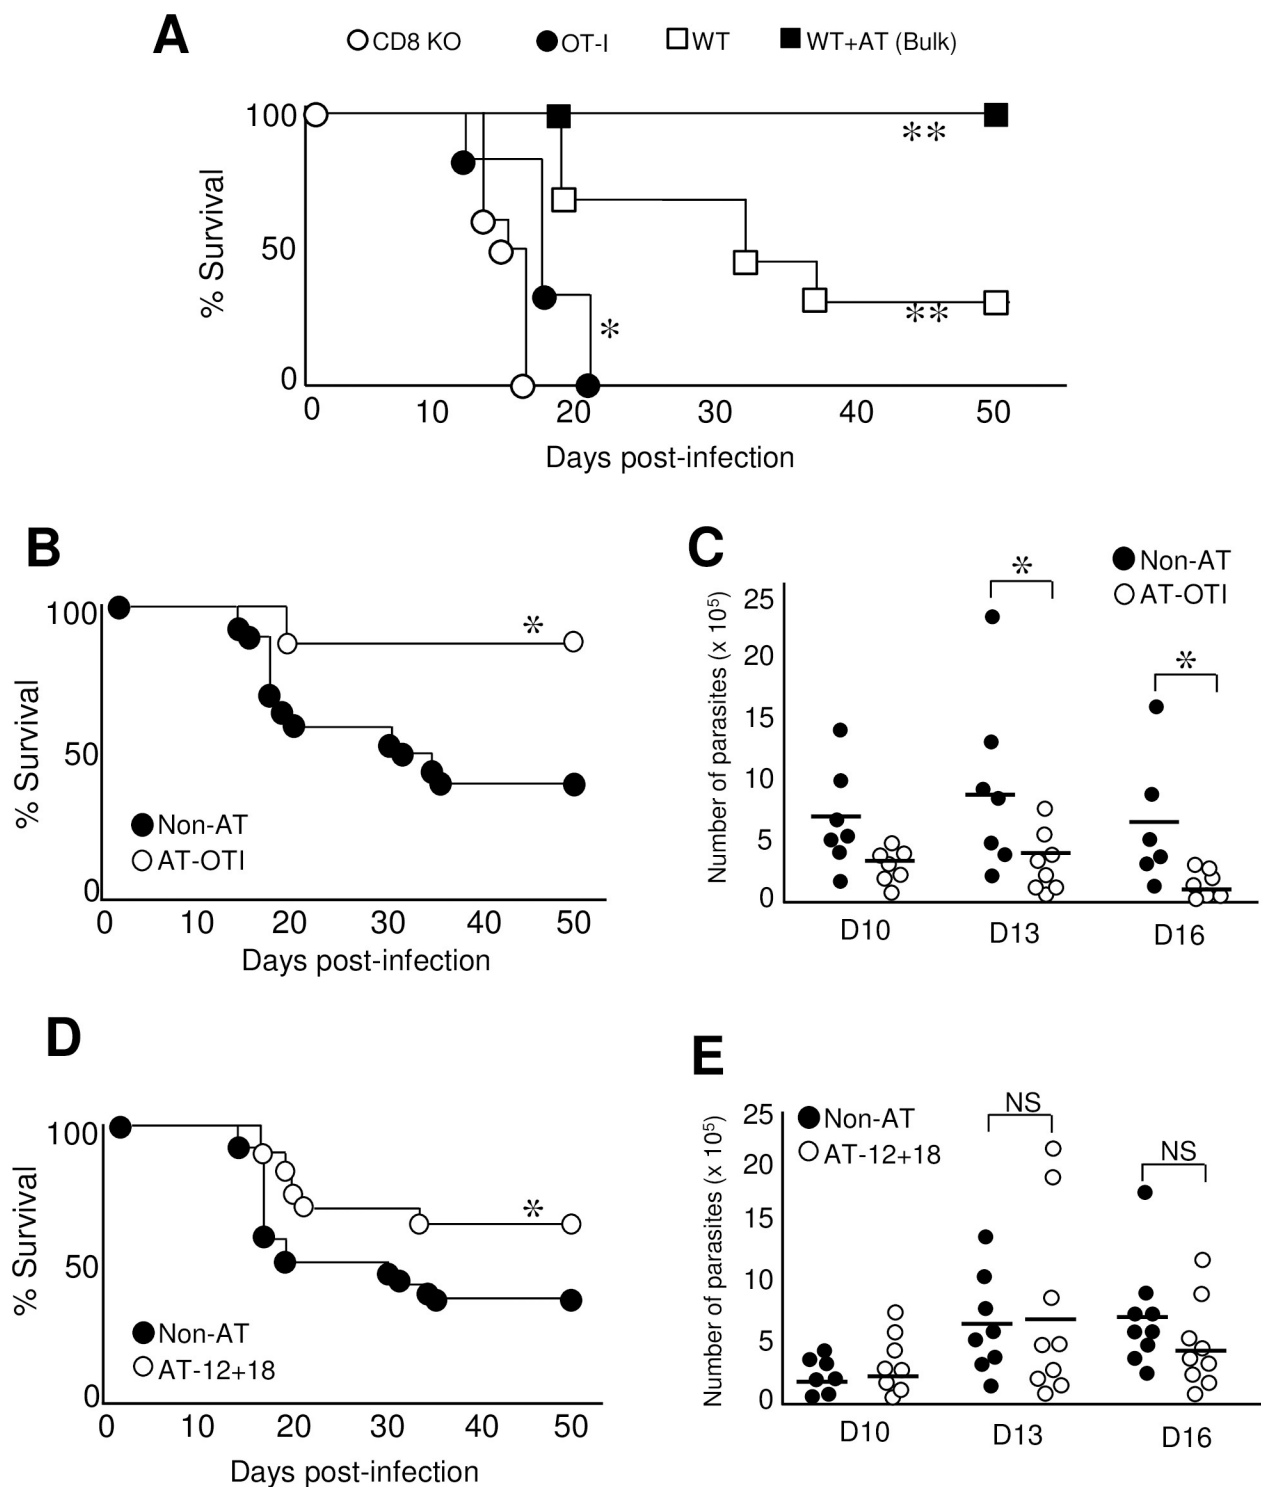 A
CD8 KO OT-I WT WT+AT (Bulk)
100
**
50
% Survival
**
*
0
0 10 20 30 40 50
Days post-infection
B
100
*
50
% Survival
Non-AT
AT-OTI
0
0 10 20 30 40 50
Days post-infection
C
Non-AT
AT-OTI
*
*
25
20
15
10
5
0
Number of parasites (x 10⁵)
D10 D13 D16
D
100
*
50
% Survival
Non-AT
AT-12+18
0
0 10 20 30 40 50
Days post-infection
E
Non-AT
AT-12+18
NS
NS
25
20
15
10
5
0
Number of parasites (x 10⁵)
D10 D13 D16